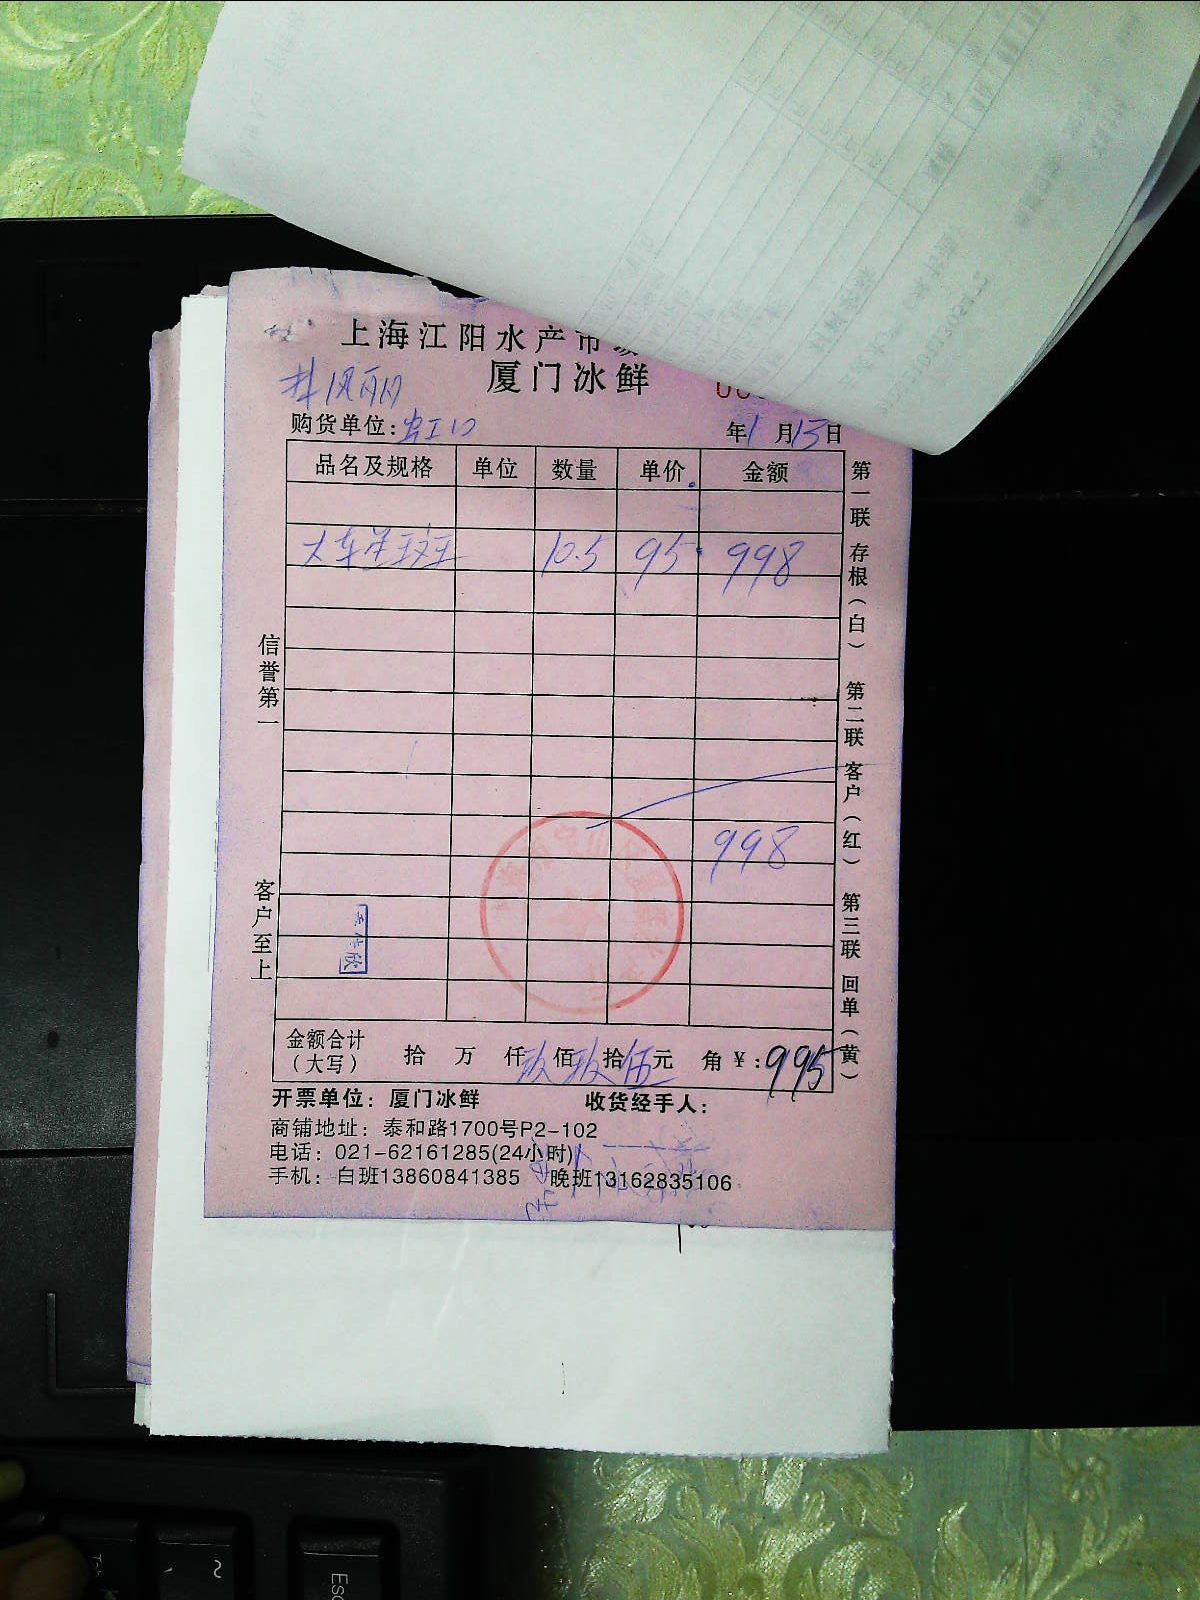 上海江阳水产市场
厦门冰鲜
购货单位:虹口 年1月13日
品名及规格 单位 数量 单价 金额
10.5 95 998
998
金额合计
(大写) 拾 万 仟玖佰玖拾伍元 角¥:995
开票单位: 厦门冰鲜 收货经手人:
商铺地址: 泰和路1700号P2-102
电话: 021-62161285(24小时)
手机: 白班13860841385 晚班13162835106
信誉第一
客户至上
第一联 存根(白) 第二联 客户(红) 第三联 回单(黄)
Esc